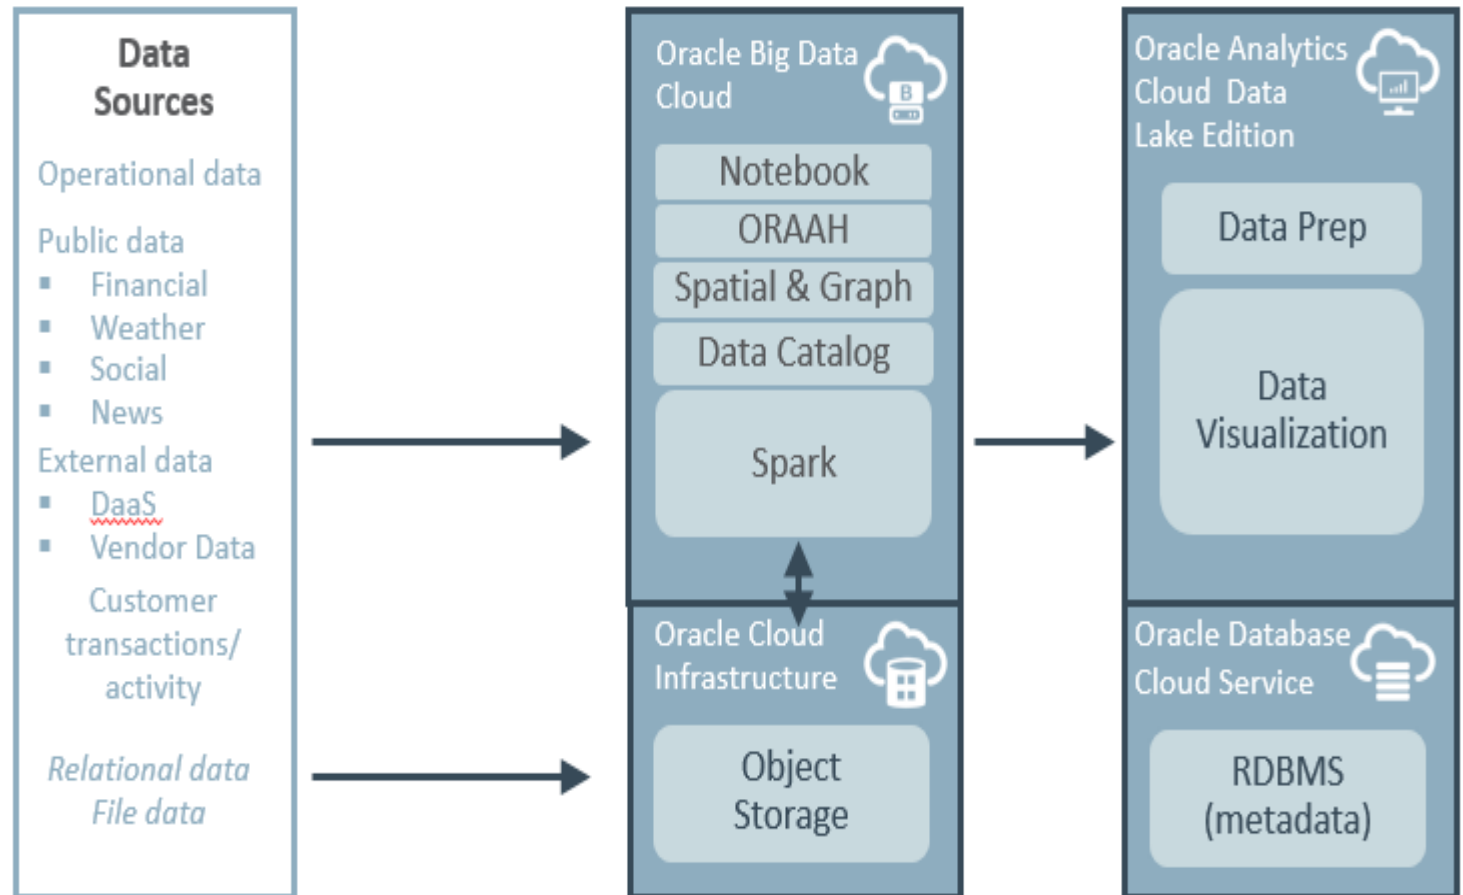 Data
Sources
Operational data
Public data
▪ Financial
▪ Weather
▪ Social
▪ News
External data
▪ DaaS
▪ Vendor Data
Customer
transactions/
activity
Relational data
File data
Oracle Big Data
Cloud
B
Notebook
ORAAH
Spatial & Graph
Data Catalog
Spark
Oracle Cloud
Infrastructure
Object
Storage
Oracle Analytics
Cloud Data
Lake Edition
Data Prep
Data
Visualization
Oracle Database
Cloud Service
RDBMS
(metadata)